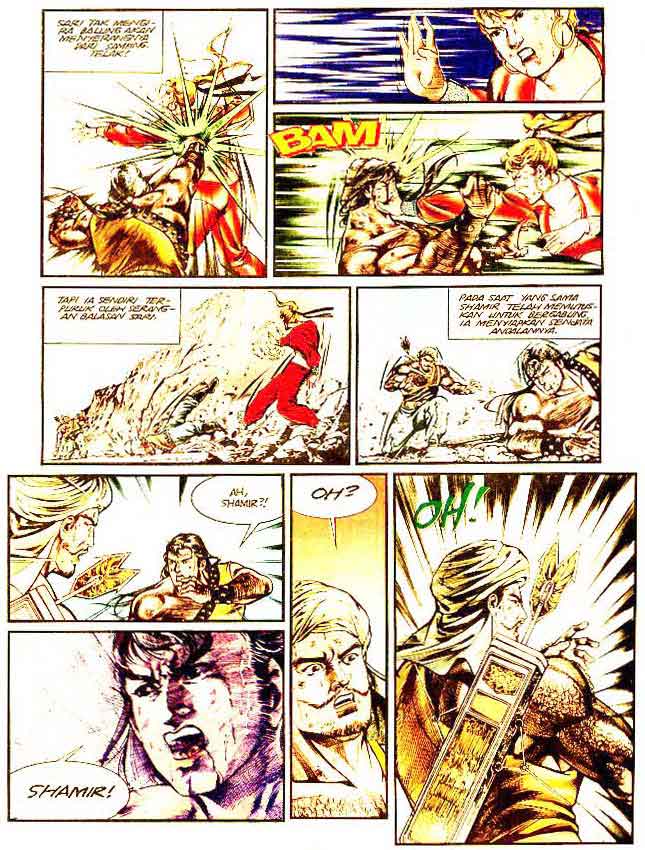 SARI TAK MENGI-
RA BALUNG AKAN
MENYERANGNYA
DARI SAMPING.
TELAK!
BAM
TAPI IA SENDIRI TER-
PURUK OLEH SERANG-
AN BALASAN SARI.
PADA SAAT YANG SAMA
SHAMIR TELAH MEMUTUS-
KAN UNTUK BERGABUNG.
IA MENYIAPKAN SENJATA
ANDALANNYA.
AH,
SHAMIR?!
OH?
OH!
SHAMIR!